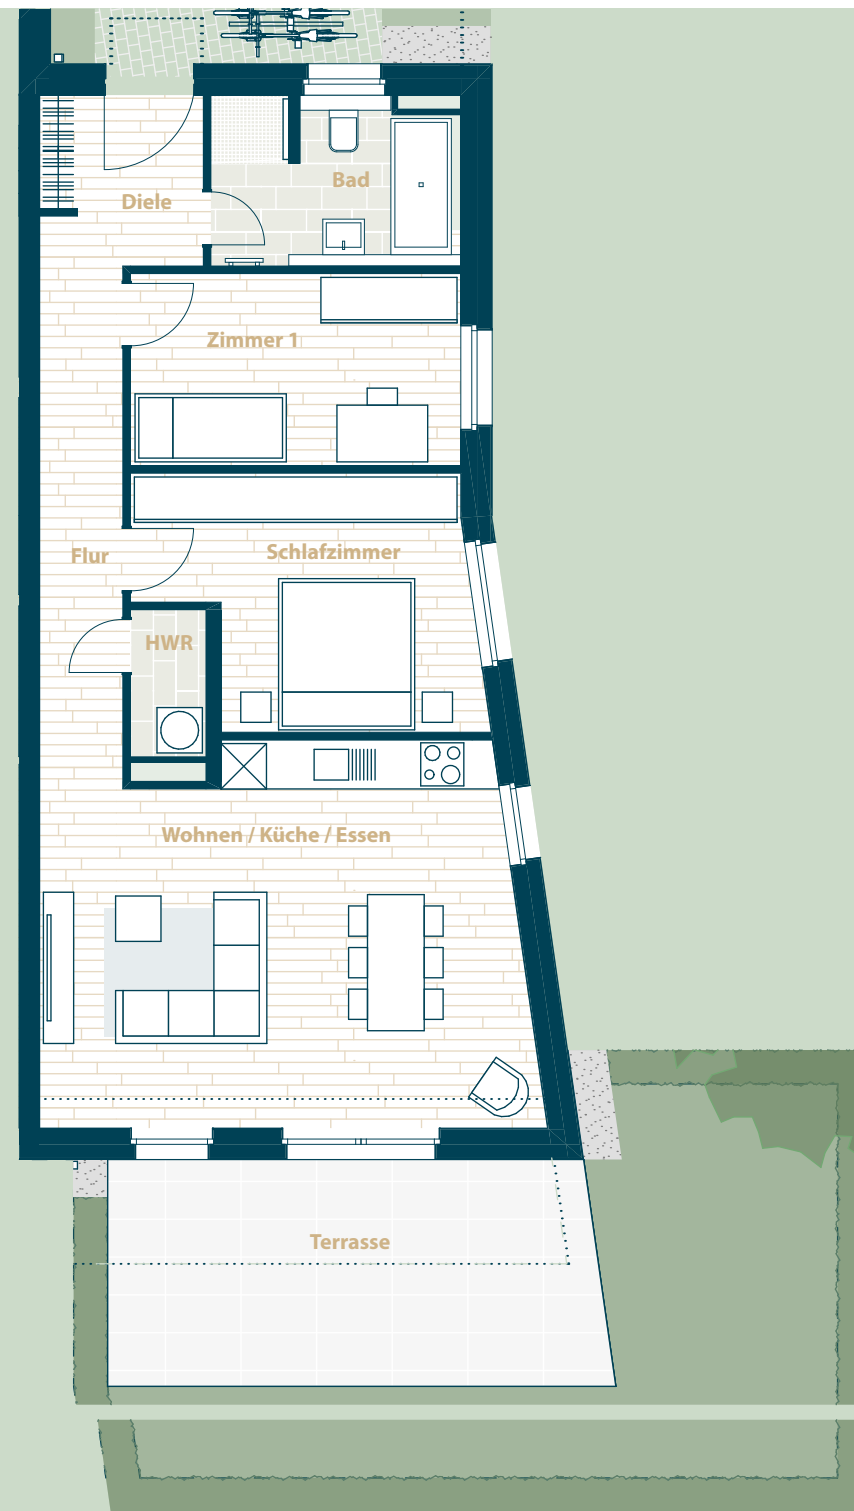 Bad
Diele
Zimmer 1
Schlafzimmer
Flur
HWR
Wohnen / Küche / Essen
Terrasse